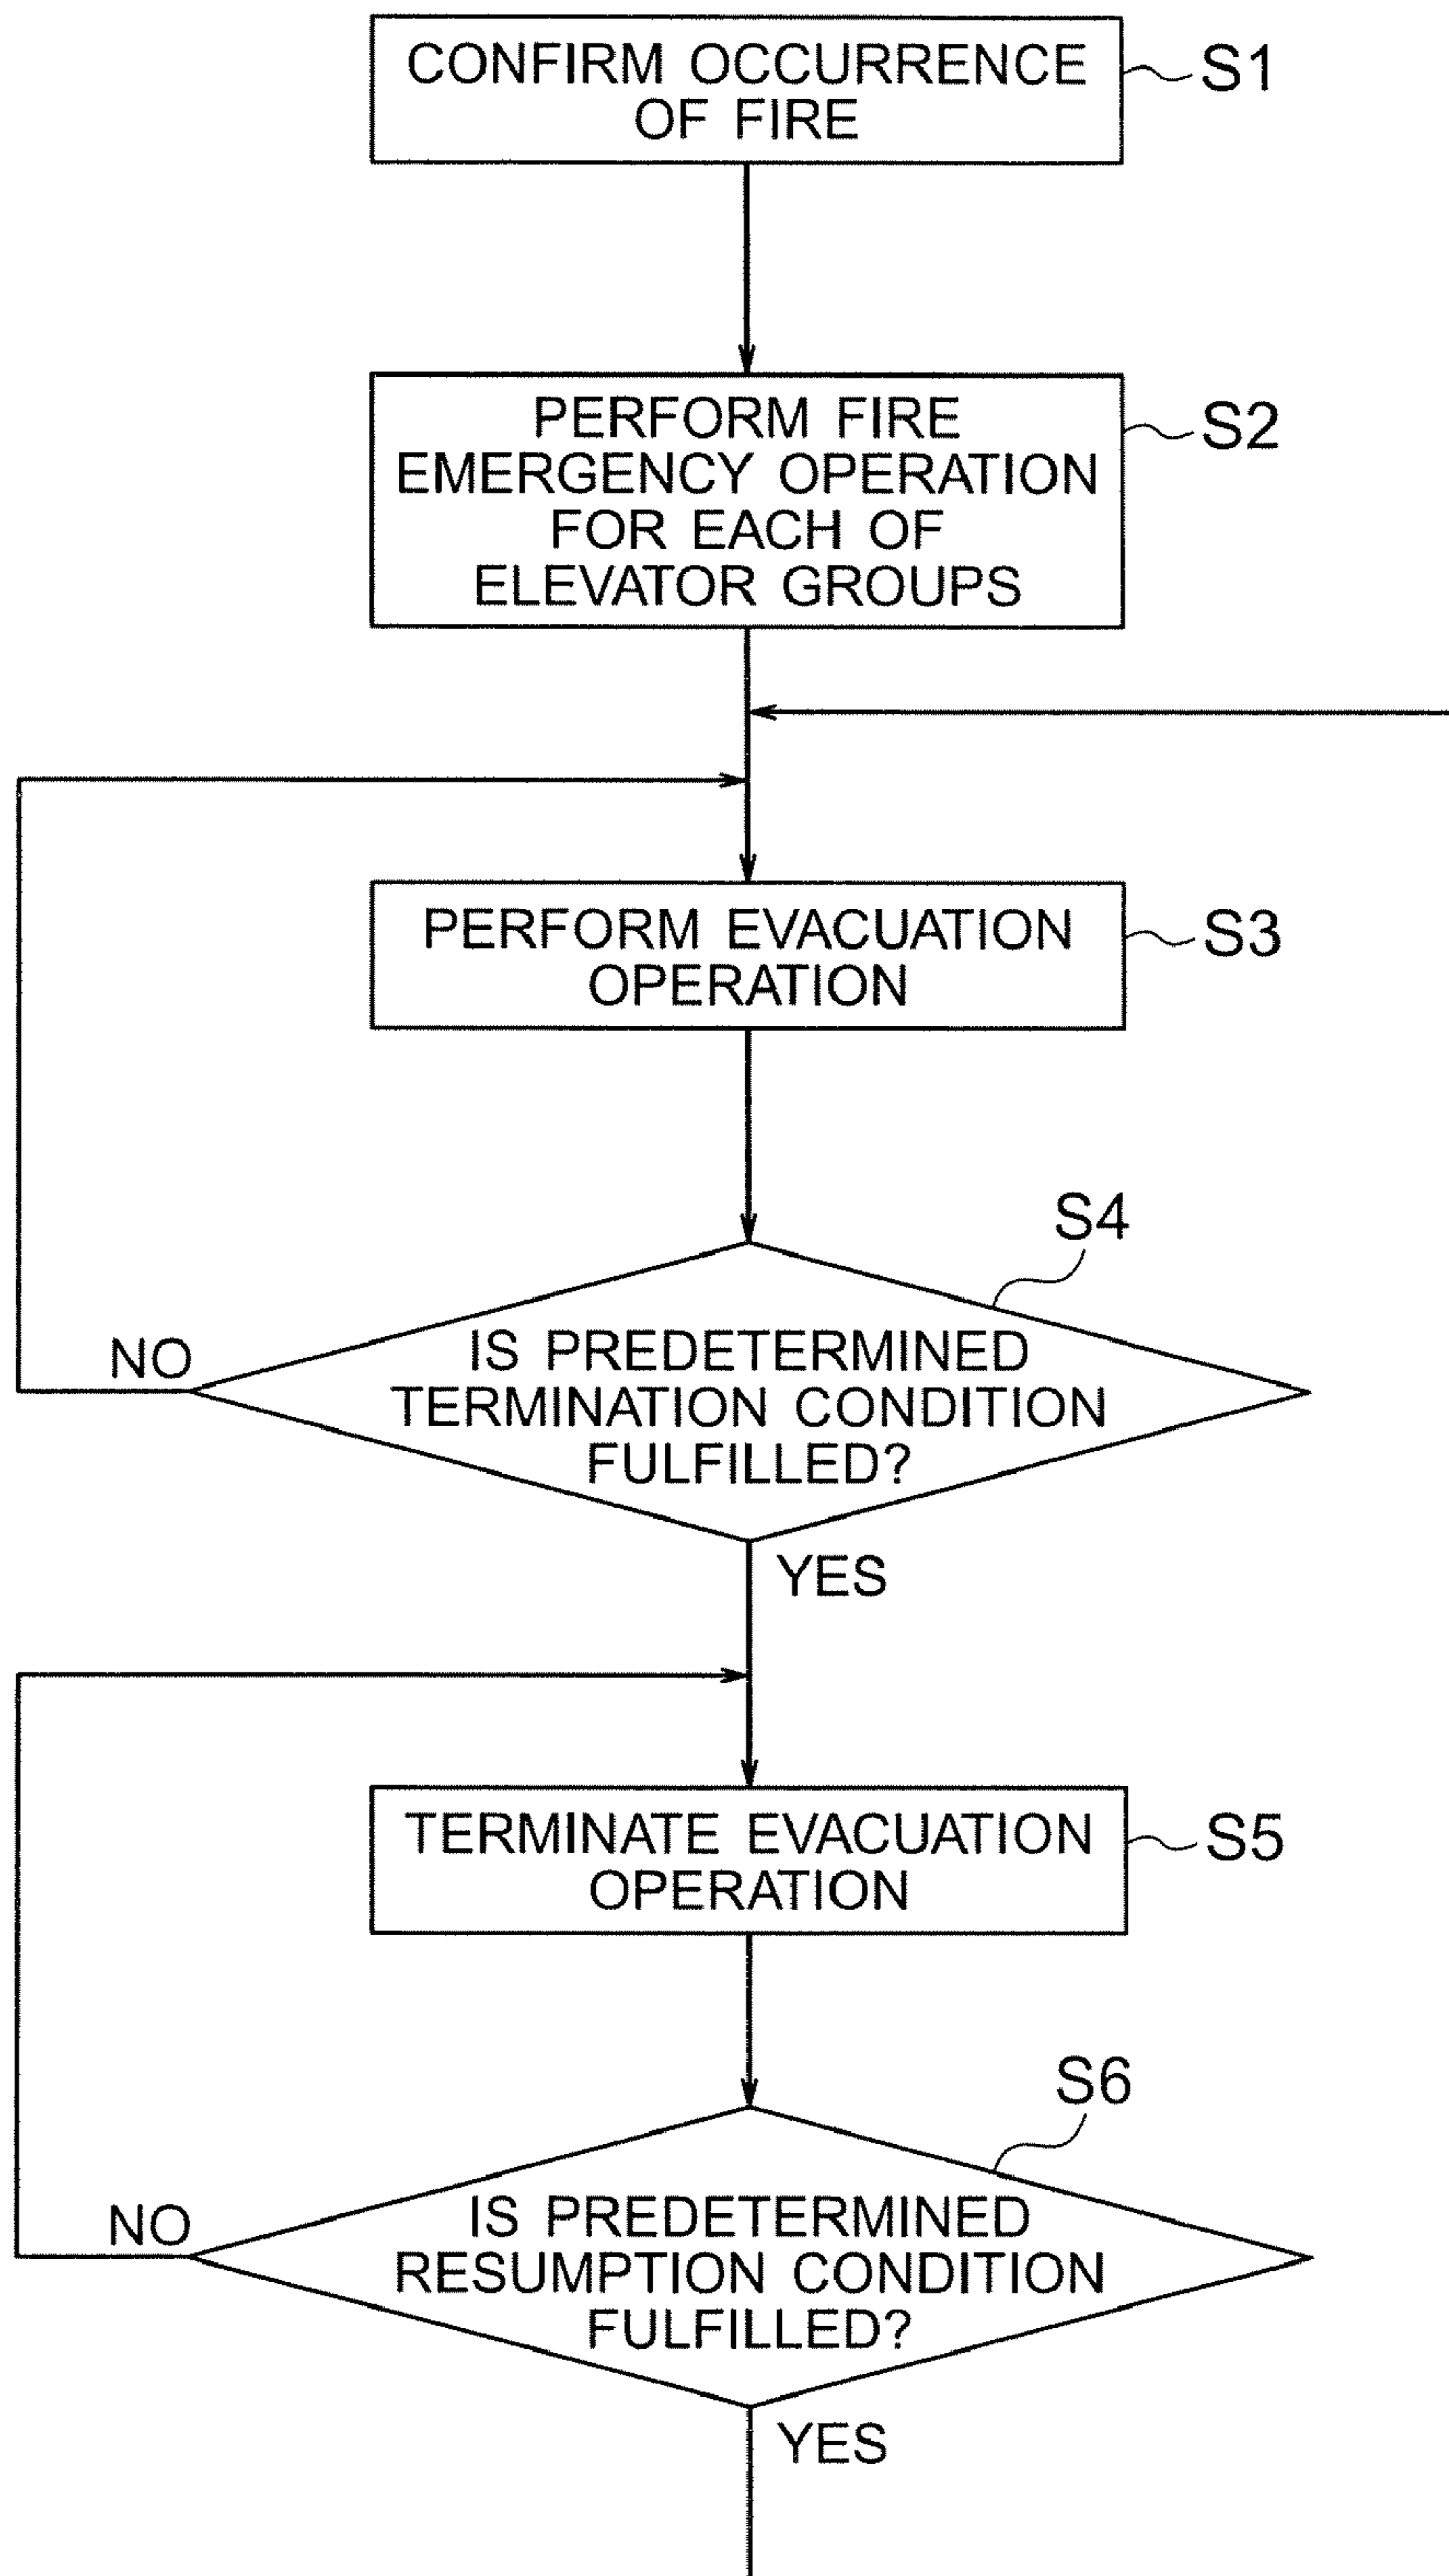 CONFIRM OCCURRENCE
OF FIRE
S1
PERFORM FIRE
EMERGENCY OPERATION
FOR EACH OF
ELEVATOR GROUPS
S2
PERFORM EVACUATION
OPERATION
S3
S4
NO
IS PREDETERMINED
TERMINATION CONDITION
FULFILLED?
YES
TERMINATE EVACUATION
OPERATION
S5
S6
NO
IS PREDETERMINED
RESUMPTION CONDITION
FULFILLED?
YES